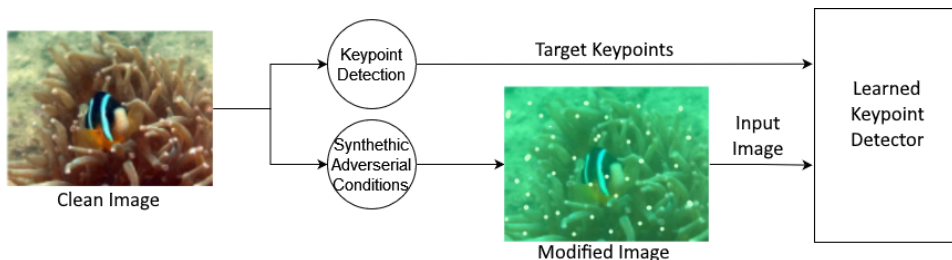 Clean Image
Keypoint
Detection
Synthethic
Adverserial
Conditions
Target Keypoints
Modified Image
Input
Image
Learned
Keypoint
Detector